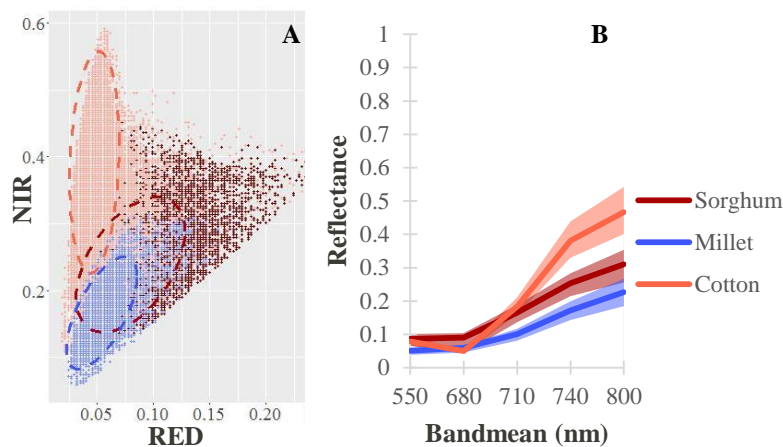 A
NIR
0.6
0.4
0.2
0.05 0.10 0.15 0.20
RED
B
Reflectance
1
0.9
0.8
0.7
0.6
0.5
0.4
0.3
0.2
0.1
0
550 680 710 740 800
Bandmean (nm)
Sorghum
Millet
Cotton